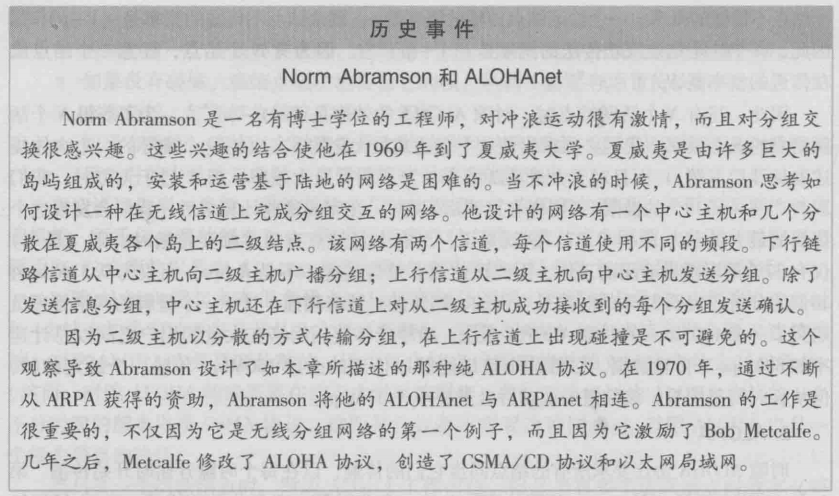 历史事件
Norm Abramson 和 ALOHAnet
Norm Abramson 是一名有博士学位的工程师，对冲浪运动很有激情，而且对分组交
换很感兴趣。这些兴趣的结合使他在 1969 年到了夏威夷大学。夏威夷是由许多巨大的
岛屿组成的，安装和运营基于陆地的网络是困难的。当不冲浪的时候，Abramson 思考如
何设计一种在无线信道上完成分组交互的网络。他设计的网络有一个中心主机和几个分
散在夏威夷各个岛上的二级结点。该网络有两个信道，每个信道使用不同的频段。下行链
路信道从中心主机向二级主机广播分组；上行信道从二级主机向中心主机发送分组。除了
发送信息分组，中心主机还在下行信道上对从二级主机成功接收到的每个分组发送确认。
因为二级主机以分散的方式传输分组，在上行信道上出现碰撞是不可避免的。这个
观察导致 Abramson 设计了如本章所描述的那种纯 ALOHA 协议。在 1970 年，通过不断
从 ARPA 获得的资助，Abramson 将他的 ALOHAnet 与 ARPAnet 相连。Abramson 的工作是
很重要的，不仅因为它是无线分组网络的第一个例子，而且因为它激励了 Bob Metcalfe。
几年之后，Metcalfe 修改了 ALOHA 协议，创造了 CSMA/CD 协议和以太网局域网。